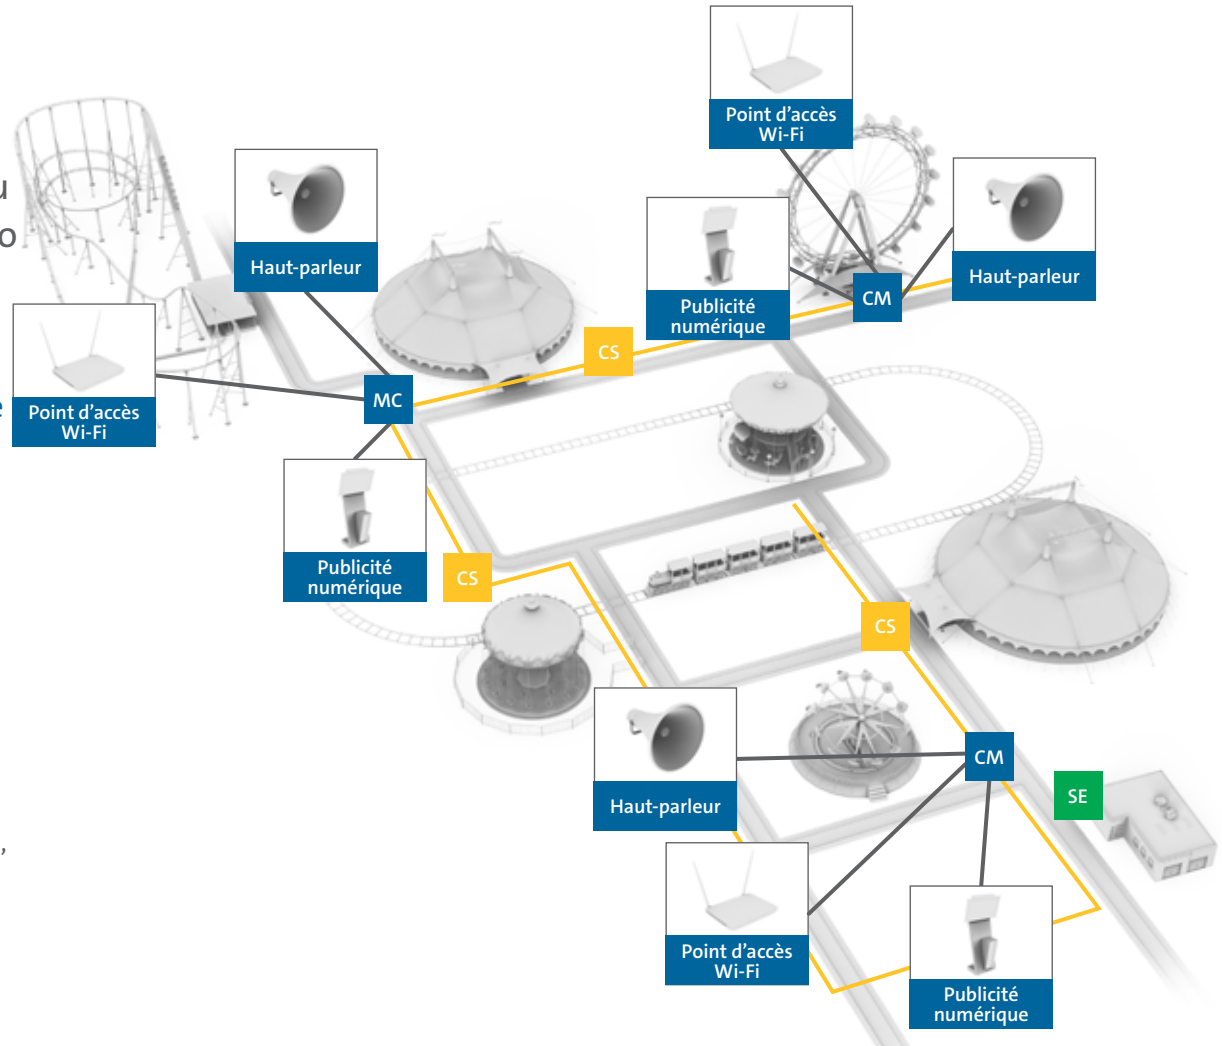 Point d'accès
Wi-Fi
Haut-parleur
Haut-parleur
Publicité
numérique
CM
CS
Point d'accès
Wi-Fi
MC
Publicité
numérique
CS
CS
Haut-parleur
CM
SE
Point d'accès
Wi-Fi
Publicité
numérique